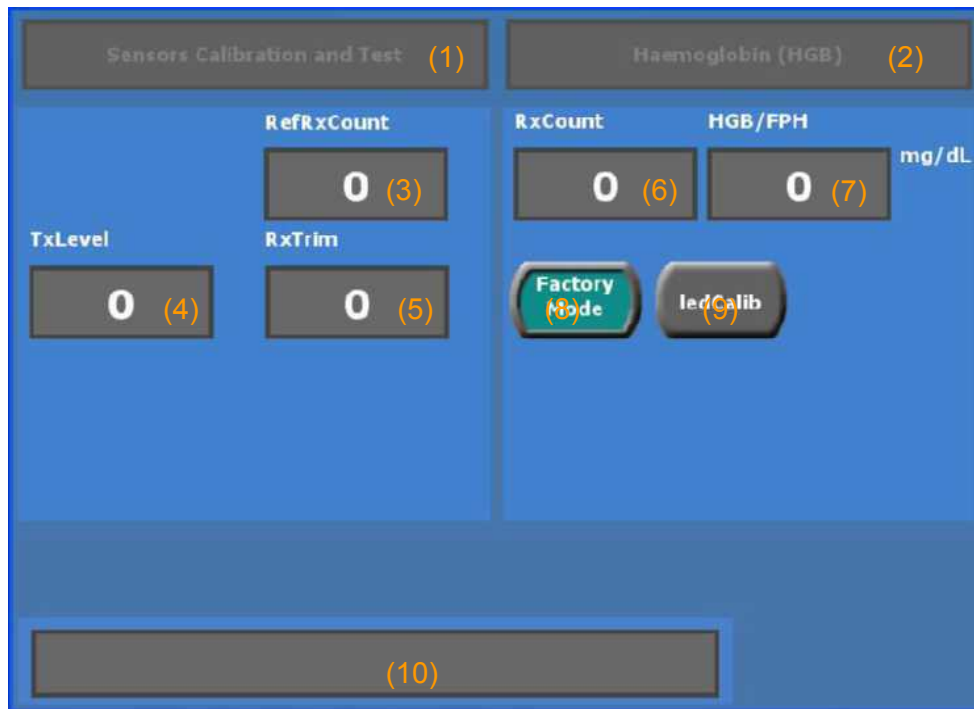 Sensors Calibration and Test (1)
Haemoglobin (HGB) (2)
RefRxCount
RxCount
HGB/FPH
0 (3)
0 (6)
0 (7)
mg/dL
TxLevel
RxTrim
0 (4)
0 (5)
Factory
Mode
(8)
ledCalib
(9)
(10)